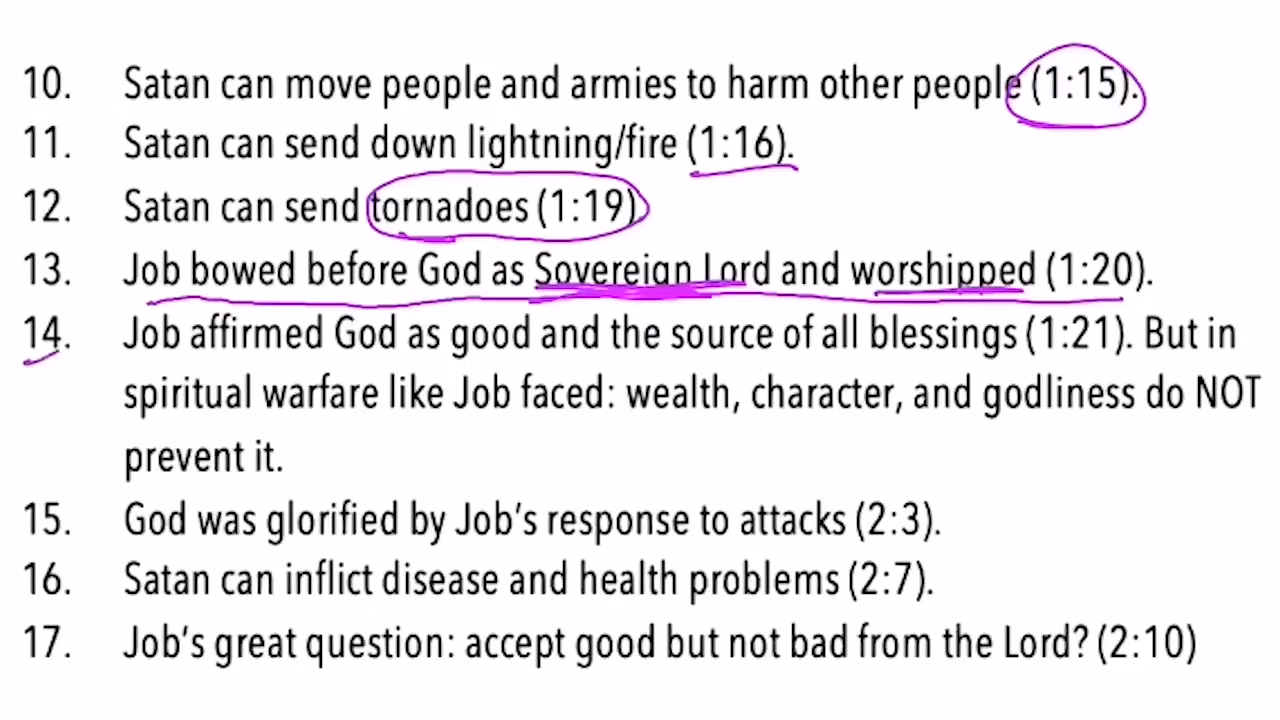 10. Satan can move people and armies to harm other people (1:15).
11. Satan can send down lightning/fire (1:16).
12. Satan can send tornadoes (1:19)
13. Job bowed before God as Sovereign Lord and worshipped (1:20).
14. Job affirmed God as good and the source of all blessings (1:21). But in
spiritual warfare like Job faced: wealth, character, and godliness do NOT
prevent it.
15. God was glorified by Job’s response to attacks (2:3).
16. Satan can inflict disease and health problems (2:7).
17. Job’s great question: accept good but not bad from the Lord? (2:10)